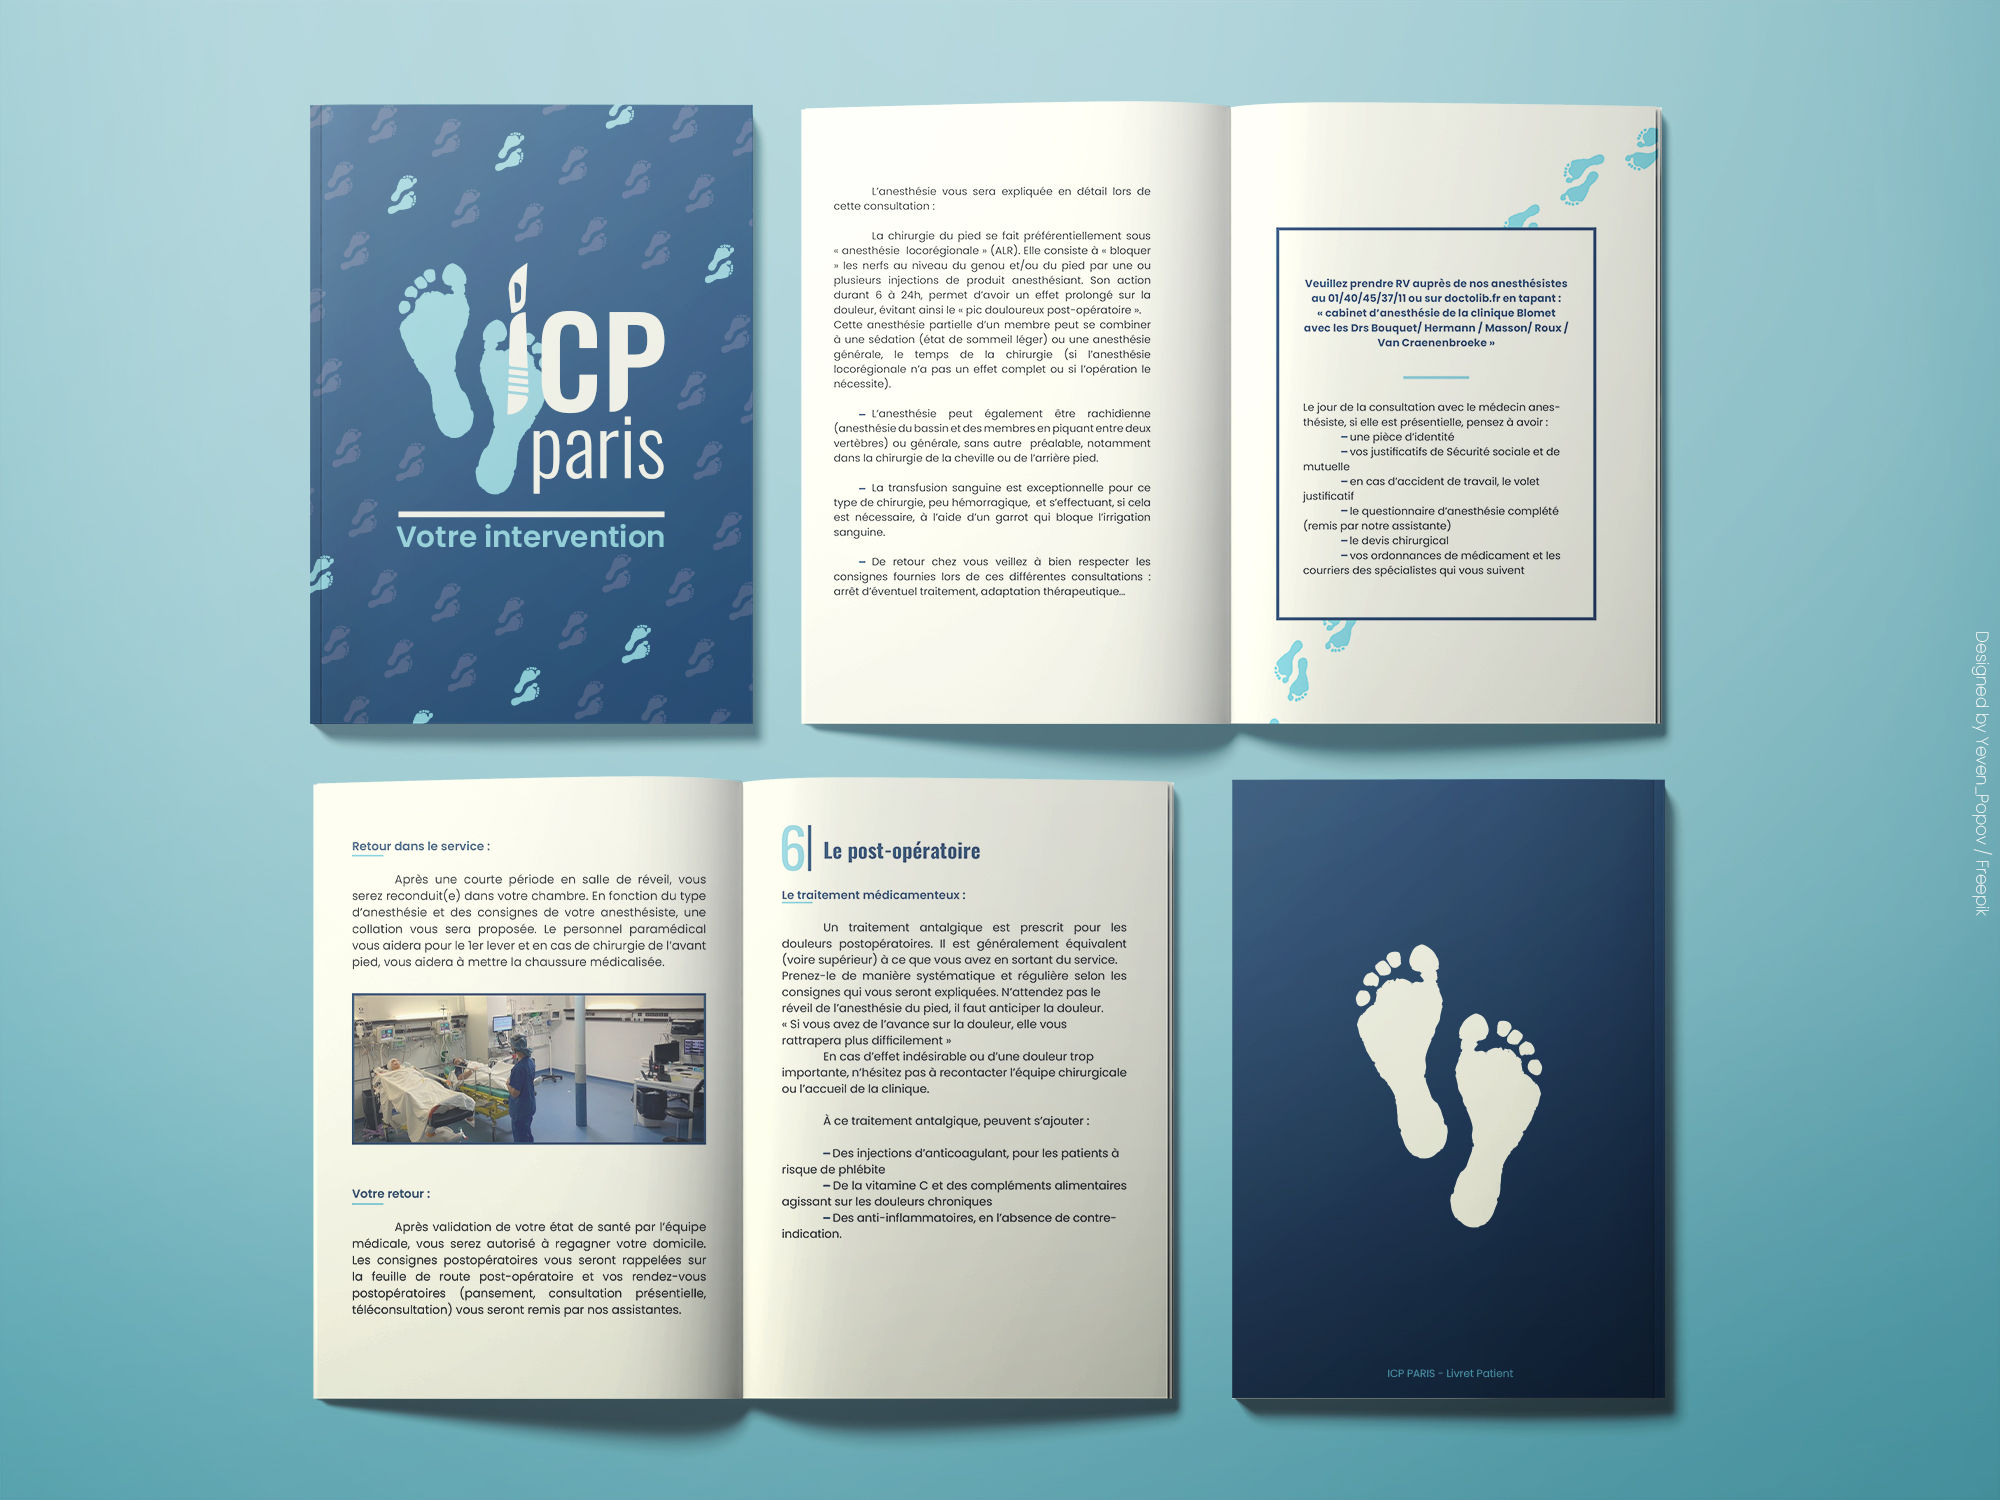 iCP
paris
Votre intervention
L'anesthésie vous sera expliquée en détail lors de
cette consultation :
La chirurgie du pied se fait préférentiellement sous
« anesthésie locorégionale » (ALR). Elle consiste à « bloquer
» les nerfs au niveau du genou et/ou du pied par une ou
plusieurs injections de produit anesthésiant. Son action
durant 6 à 24h, permet d'avoir un effet prolongé sur la
douleur, évitant ainsi le « pic douloureux post-opératoire ».
Cette anesthésie partielle d'un membre peut se combiner
à une sédation (état de sommeil léger) ou une anesthésie
générale, le temps de la chirurgie (si l'anesthésie
locorégionale n'a pas un effet complet ou si l'opération le
nécessite).
– L'anesthésie peut également être rachidienne
(anesthésie du bassin et des membres en piquant entre deux
vertèbres) ou générale, sans autre préalable, notamment
dans la chirurgie de la cheville ou de l'arrière pied.
– La transfusion sanguine est exceptionnelle pour ce
type de chirurgie, peu hémorragique, et s'effectuant, si cela
est nécessaire, à l'aide d'un garrot qui bloque l'irrigation
sanguine.
– De retour chez vous veillez à bien respecter les
consignes fournies lors de ces différentes consultations :
arrêt d'éventuel traitement, adaptation thérapeutique...
Veuillez prendre RV auprès de nos anesthésistes
au 01/40/45/37/11 ou sur doctolib.fr en tapant :
« cabinet d'anesthésie de la clinique Blomet
avec les Drs Bouquet/ Hermann / Masson/ Roux /
Van Craenenbroeke »
Le jour de la consultation avec le médecin anes-
thésiste, si elle est présentielle, pensez à avoir :
– une pièce d'identité
– vos justificatifs de Sécurité sociale et de
mutuelle
– en cas d'accident de travail, le volet
justificatif
– le questionnaire d'anesthésie complété
(remis par notre assistante)
– le devis chirurgical
– vos ordonnances de médicament et les
courriers des spécialistes qui vous suivent
Retour dans le service :
Après une courte période en salle de réveil, vous
serez reconduit(e) dans votre chambre. En fonction du type
d'anesthésie et des consignes de votre anesthésiste, une
collation vous sera proposée. Le personnel paramédical
vous aidera pour le 1er lever et en cas de chirurgie de l'avant
pied, vous aidera à mettre la chaussure médicalisée.
Votre retour :
Après validation de votre état de santé par l'équipe
médicale, vous serez autorisé à regagner votre domicile.
Les consignes postopératoires vous seront rappelées sur
la feuille de route post-opératoire et vos rendez-vous
postopératoires (pansement, consultation présentielle,
téléconsultation) vous seront remis par nos assistantes.
6 Le post-opératoire
Le traitement médicamenteux :
Un traitement antalgique est prescrit pour les
douleurs postopératoires. Il est généralement équivalent
(voire supérieur) à ce que vous avez en sortant du service.
Prenez-le de manière systématique et régulière selon les
consignes qui vous seront expliquées. N'attendez pas le
réveil de l'anesthésie du pied, il faut anticiper la douleur.
« Si vous avez de l'avance sur la douleur, elle vous
rattrapera plus difficilement »
En cas d'effet indésirable ou d'une douleur trop
importante, n'hésitez pas à recontacter l'équipe chirurgicale
ou l'accueil de la clinique.
À ce traitement antalgique, peuvent s'ajouter :
– Des injections d'anticoagulant, pour les patients à
risque de phlébite
– De la vitamine C et des compléments alimentaires
agissant sur les douleurs chroniques
– Des anti-inflammatoires, en l'absence de contre-
indication.
ICP PARIS - Livret Patient
Designed by Yeven_Popov / Freepik